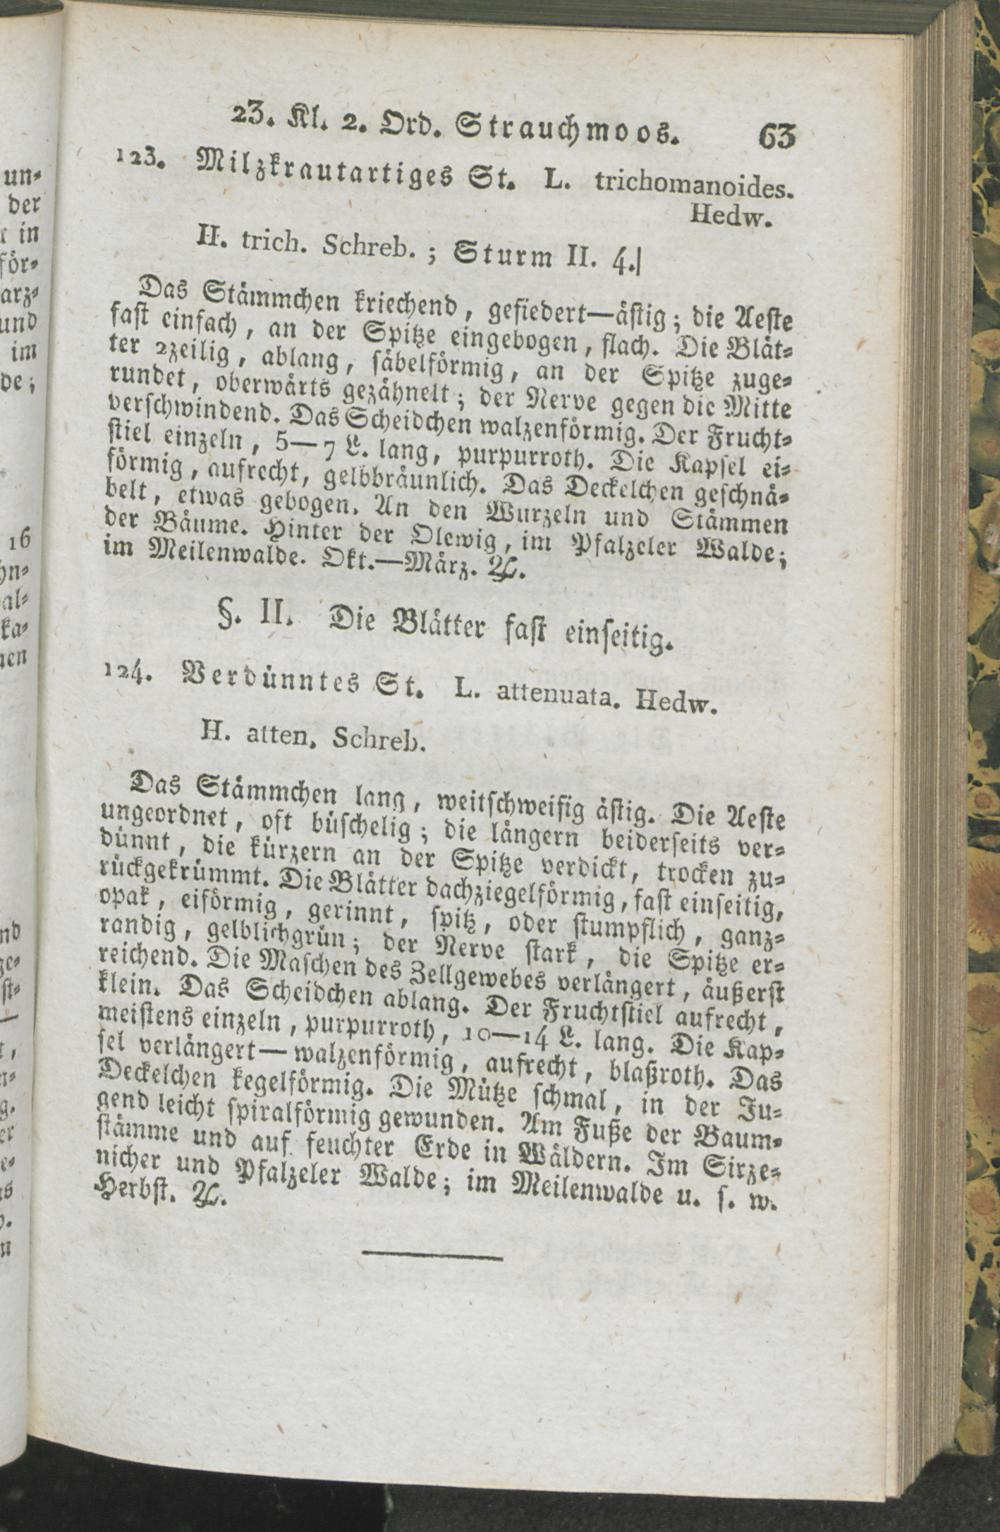 23. Kl. 2. Ord. Strauchmoos. 63
123. Milzkrautartiges St. L. trichomanoides.
Hedw.
H. trich. Schreb.; Sturm II. 4.|
Das Stämmchen kriechend, gefiedert—ästig; die Aeste
fast einfach, an der Spitze eingebogen, flach. Die Blät-
ter 2zeilig, ablang, säbelförmig, an der Spitze zuge-
rundet, oberwärts gezähnelt; der Nerve gegen die Mitte
verschwindend. Das Scheidchen walzenförmig. Der Frucht-
stiel einzeln, 5—7 L. lang, purpurroth. Die Kapsel ei-
förmig, aufrecht, gelbbräunlich. Das Deckelchen geschnä-
belt, etwas gebogen. An den Wurzeln und Stämmen
der Bäume. Hinter der Olewig, im Pfalzeler Walde;
im Meilenwalde. Okt.—März. ♃.
§. II. Die Blätter fast einseitig.
124. Verdünntes St. L. attenuata. Hedw.
H. atten. Schreb.
Das Stämmchen lang, weitschweifig ästig. Die Aeste
ungeordnet, oft büschelig; die längern beiderseits ver-
dünnt, die kürzern an der Spitze verdickt, trocken zu-
rückgekrümmt. Die Blätter dachziegelförmig, fast einseitig,
opak, eiförmig, gerinnt, spitz, oder stumpflich, ganz-
randig, gelblichgrün; der Nerve stark, die Spitze er-
reichend. Die Maschen des Zellgewebes verlängert, äußerst
klein. Das Scheidchen ablang. Der Fruchtstiel aufrecht,
meistens einzeln, purpurroth, 10—14 L. lang. Die Kap-
sel verlängert—walzenförmig, aufrecht, blaßroth. Das
Deckelchen kegelförmig. Die Mütze schmal, in der Ju-
gend leicht spiralförmig gewunden. Am Fuße der Baum-
stämme und auf feuchter Erde in Wäldern. Im Sirze-
nicher und Pfalzeler Walde; im Meilenwalde u. s. w.
Herbst. ♃.